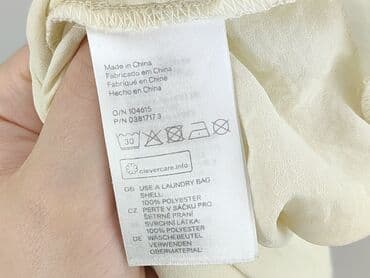 Made in China
Fabricado em China
Fabriqué en Chine
Hecho en China
O/N 104615
P/N 0381717 3
30
clevercare.info
GB USE A LAUNDRY BAG
SHELL:
100% POLYESTER
CZ PERTE V SÁČKU PRO
ŠETRNÉ PRANÍ
SVRCHNÍ LÁTKA:
100% POLYESTER
DE WÄSCHEBEUTEL
VERWENDEN
OBERMATERIAL: